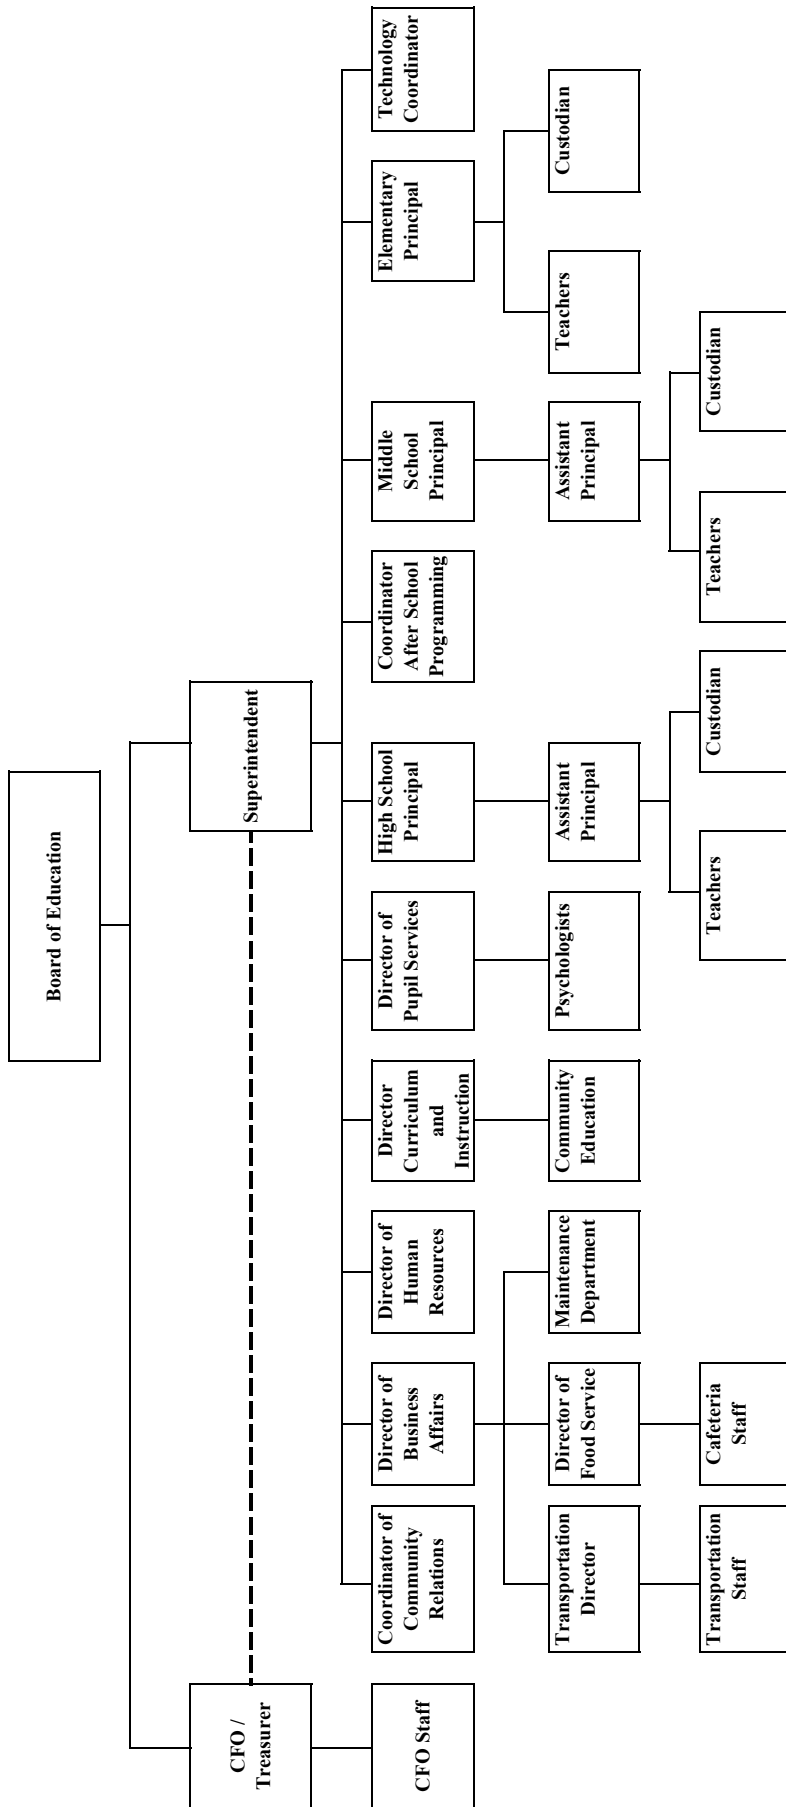 Board of Education
CFO /
Treasurer
Superintendent
CFO Staff
Coordinator of
Community
Relations
Director of
Business
Affairs
Director of
Human
Resources
Director
Curriculum
and
Instruction
Director of
Pupil Services
High School
Principal
Coordinator
After School
Programming
Middle
School
Principal
Elementary
Principal
Technology
Coordinator
Transportation
Director
Director of
Food Service
Maintenance
Department
Community
Education
Psychologists
Assistant
Principal
Assistant
Principal
Teachers
Custodian
Transportation
Staff
Cafeteria
Staff
Teachers
Custodian
Teachers
Custodian